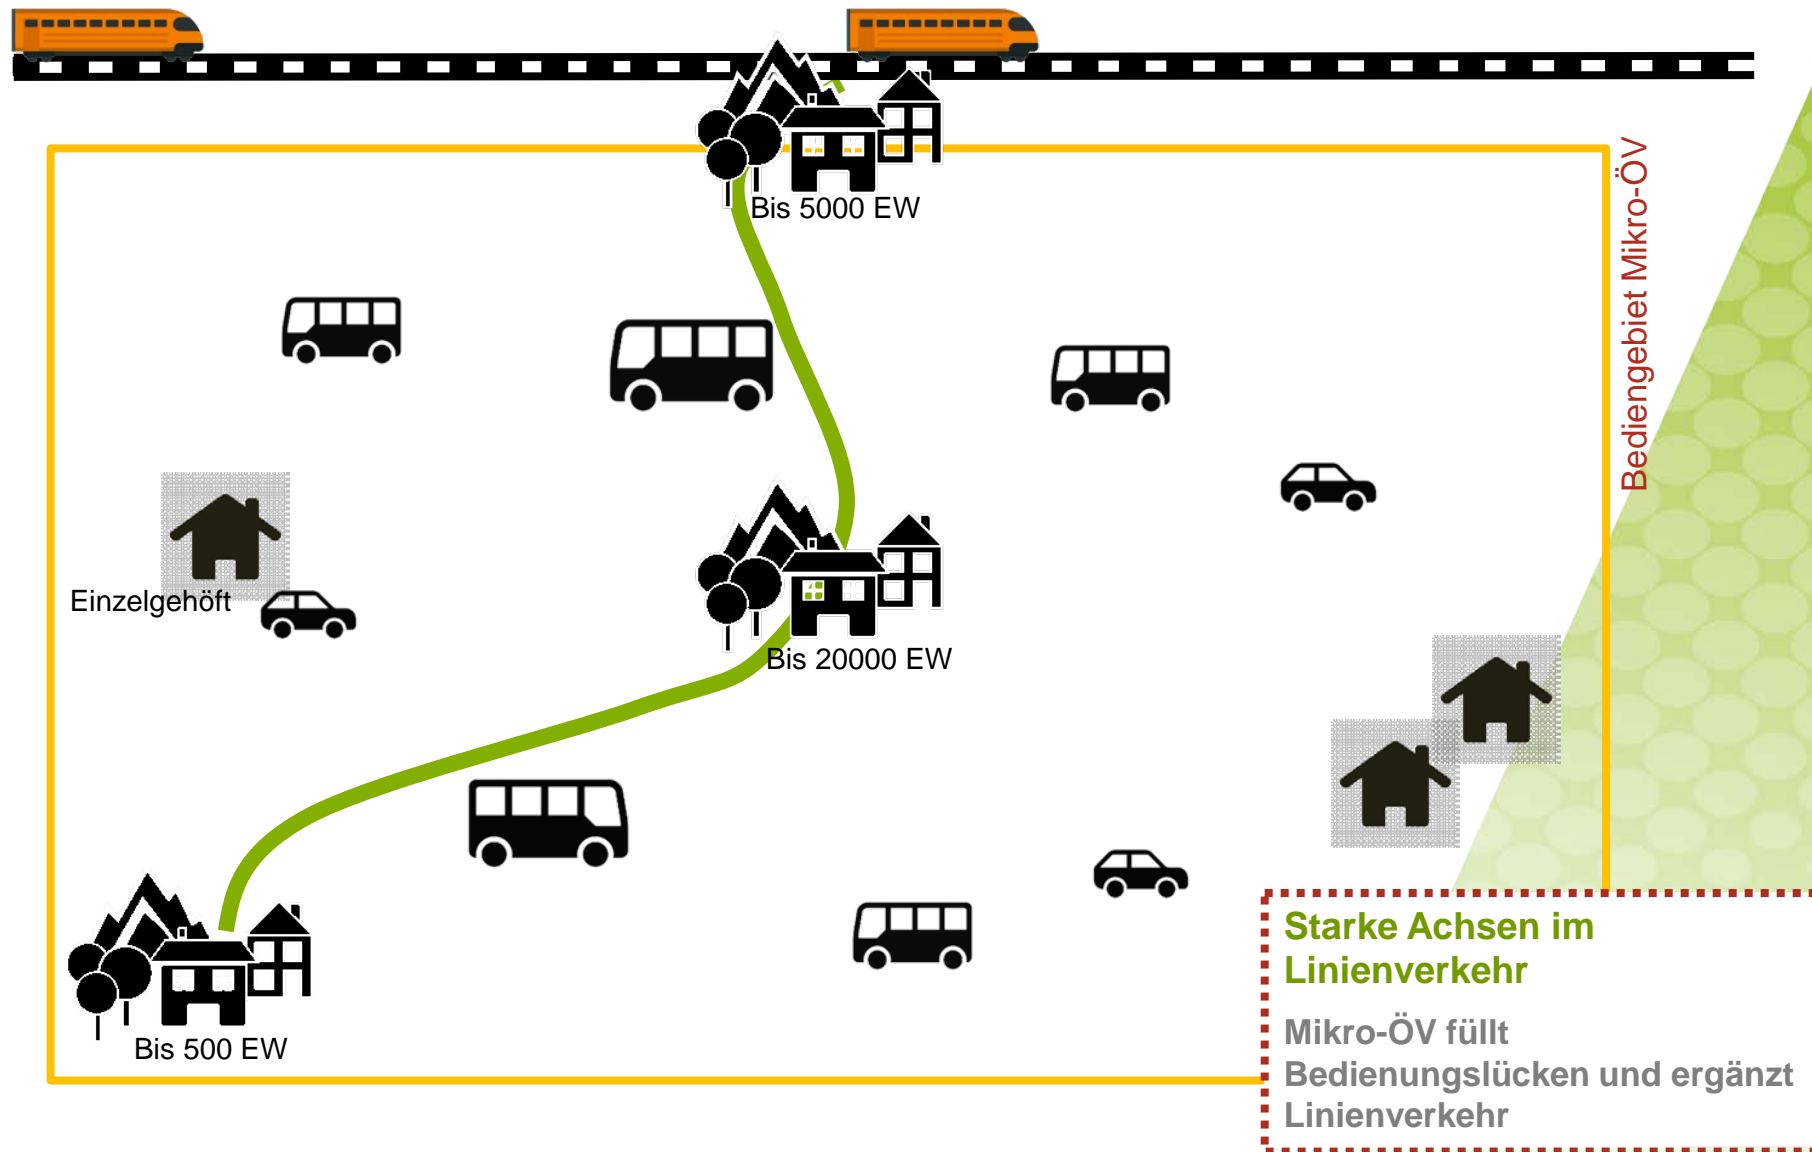 Bis 5000 EW
Bediengebiet Mikro-ÖV
Einzelgehöft
Bis 20000 EW
Bis 500 EW
Starke Achsen im
Linienverkehr
Mikro-ÖV füllt
Bedienungslücken und ergänzt
Linienverkehr